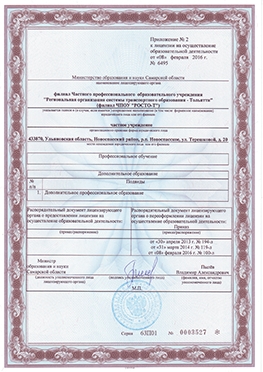 Приложение № 2
к лицензии на осуществление
образовательной деятельности
от «08» февраля 2016 г.
№ 6495
Министерство образования и науки Самарской области
филиал Частного профессионального образовательного учреждения
"Региональная организация системы транспортного образования - Тольятти"
(филиал ЧПОУ "РОСТО-Т")
частное учреждение
433870, Ульяновская область, Новоспасский район, р.п. Новоспасское, ул. Терешковой, д. 20
Профессиональное обучение
Дополнительное образование
№ п/п
Подвиды
1. Дополнительное профессиональное образование
Распорядительный документ лицензирующего
органа о предоставлении лицензии на
осуществление образовательной деятельности:
Распорядительный документ лицензирующего
органа о переоформлении лицензии на
осуществление образовательной деятельности:
Приказ
от «30» апреля 2013 г. № 194-л
от «31» марта 2014 г. № 119-л
от «08» февраля 2016 г. № 100-л
Министр
образования и науки
Самарской области
Пылёв
Владимир Александрович
Серия 63П01 № 0003527